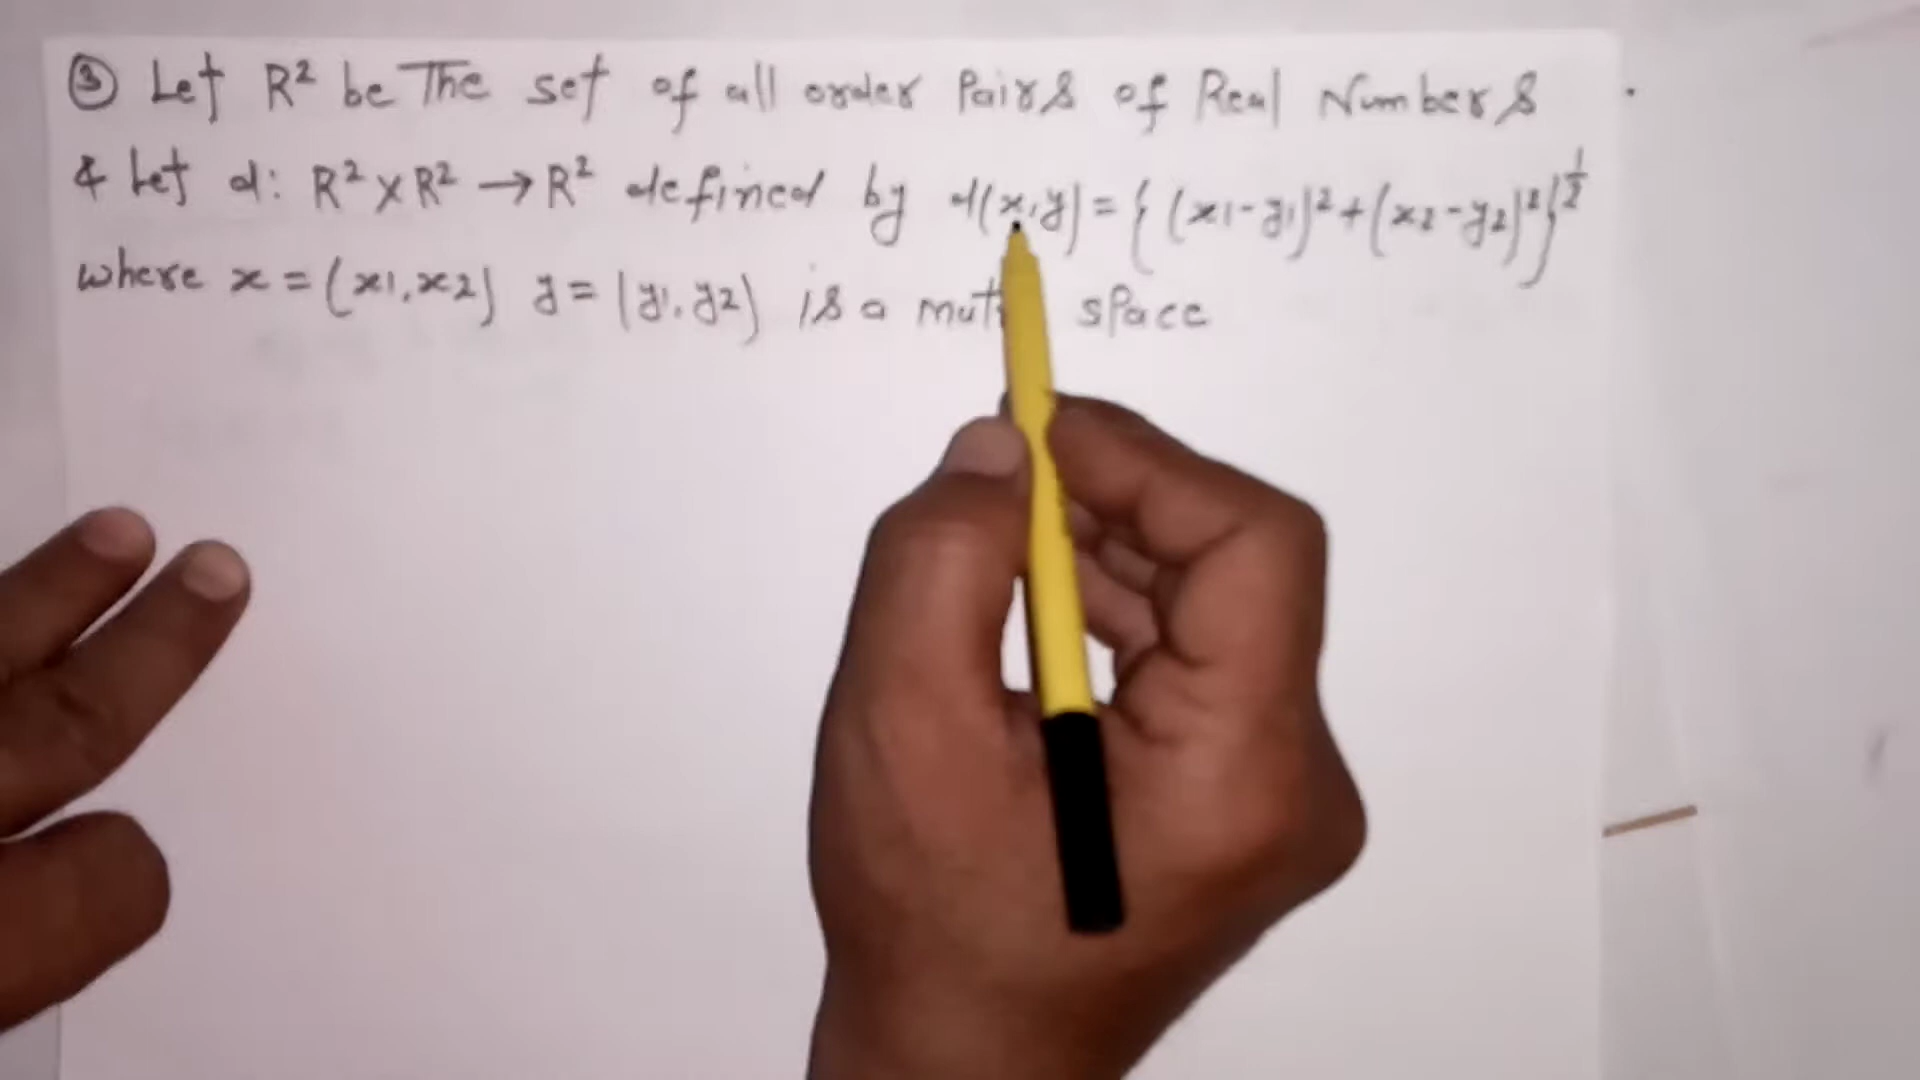 ③ Let R² be The set of all order Pairs of Real Numbers
& Let d: R² × R² → R² defined by d(x,y) = { (x1-y1)² + (x2-y2)² }^½
where x = (x1, x2) y = (y1, y2) is a space